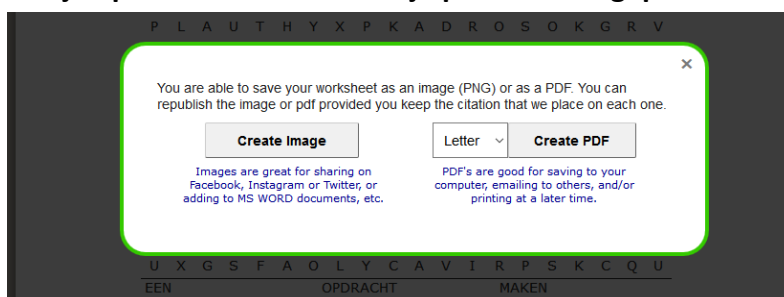 P L A U T H Y X P K A D R O S O K G R V
×
You are able to save your worksheet as an image (PNG) or as a PDF. You can
republish the image or pdf provided you keep the citation that we place on each one.
Create Image
Letter
Create PDF
Images are great for sharing on
Facebook, Instagram or Twitter, or
adding to MS WORD documents, etc.
PDF's are good for saving to your
computer, emailing to others, and/or
printing at a later time.
U X G S F A O L Y C A V I R P S K C Q U
EEN OPDRACHT MAKEN